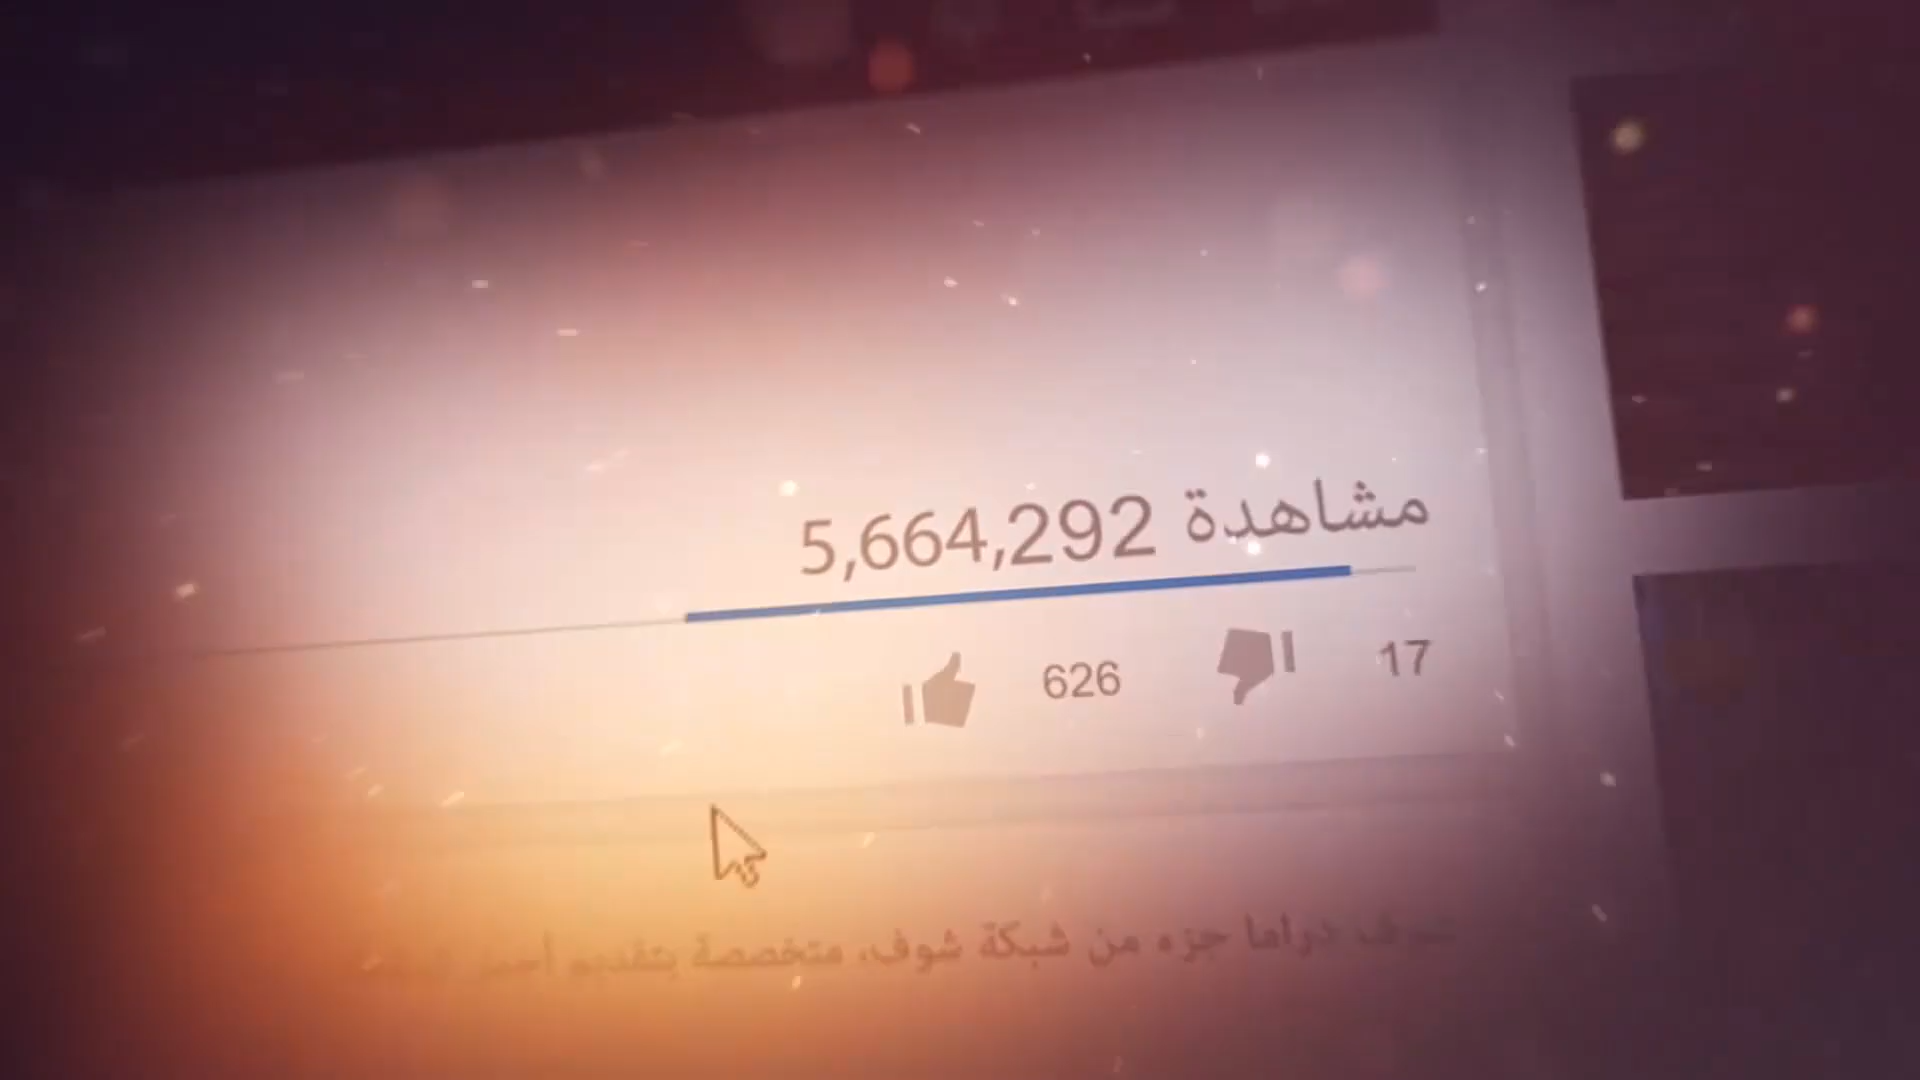 مشاهدة 5,664,292
626 17
دراما جزء من شبكة شوف، متخصصة بتقديم